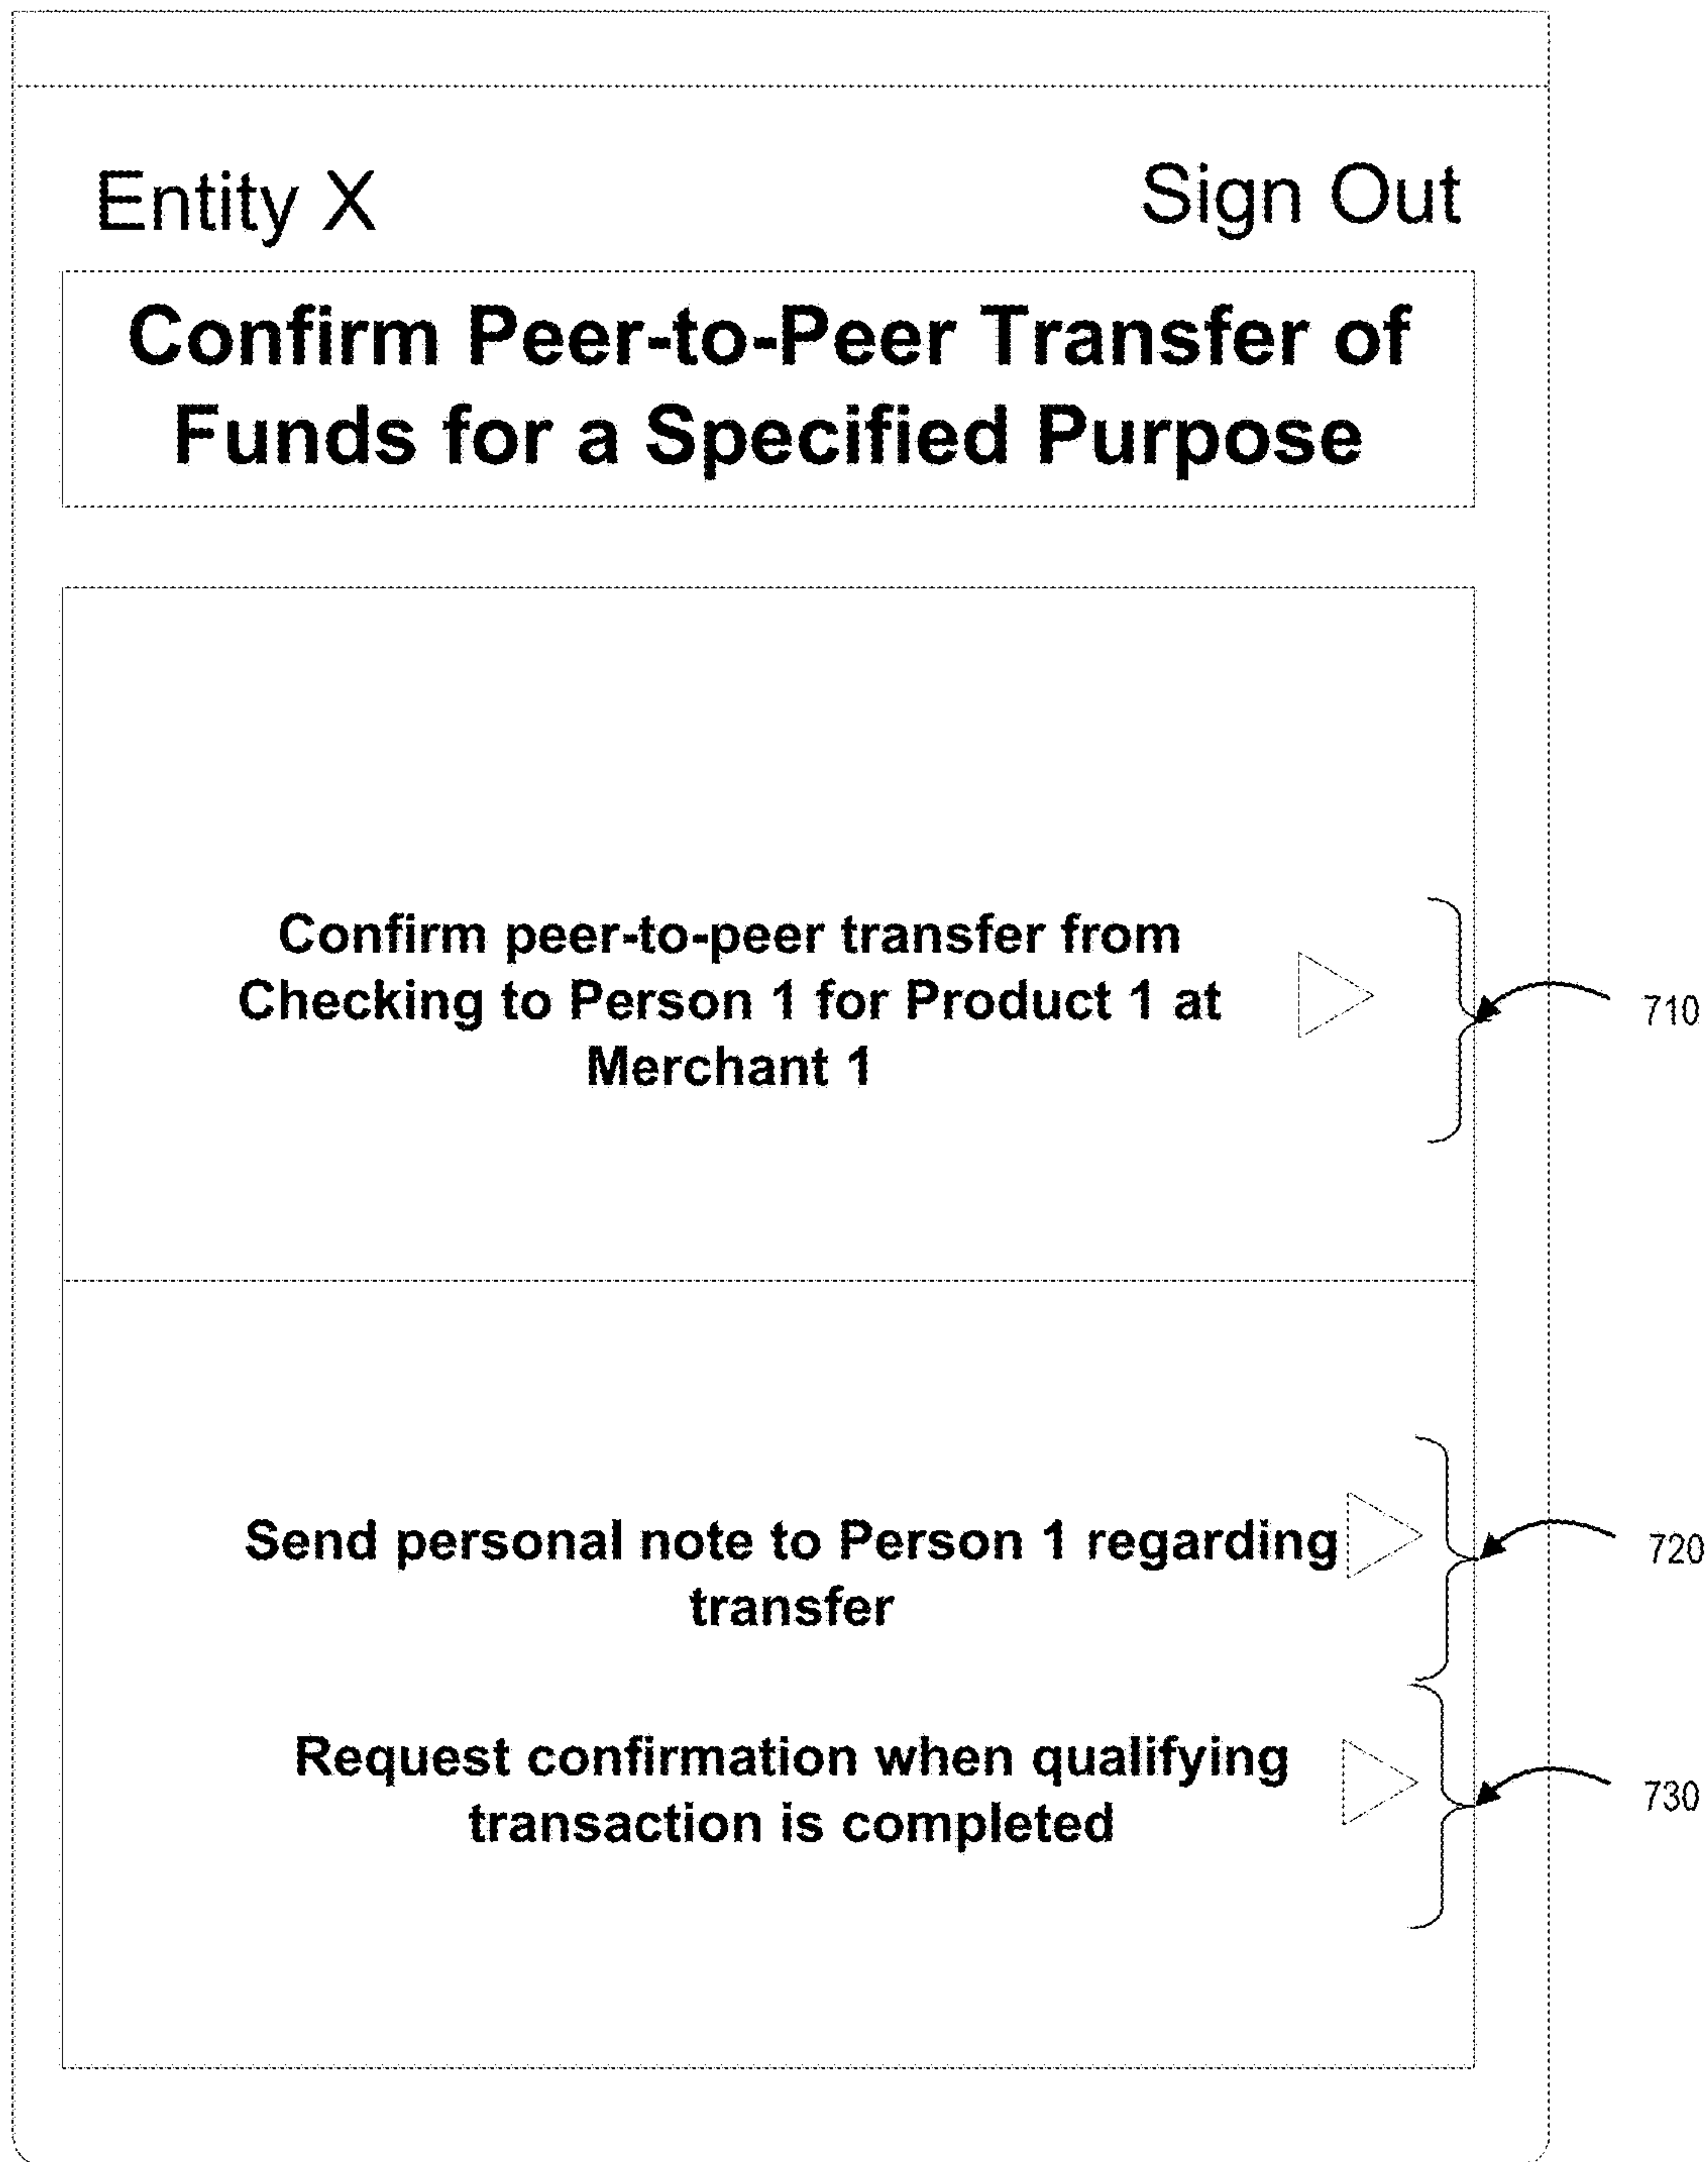 Entity X
Sign Out
Confirm Peer-to-Peer Transfer of
Funds for a Specified Purpose
Confirm peer-to-peer transfer from
Checking to Person 1 for Product 1 at
Merchant 1
710
Send personal note to Person 1 regarding
transfer
720
Request confirmation when qualifying
transaction is completed
730